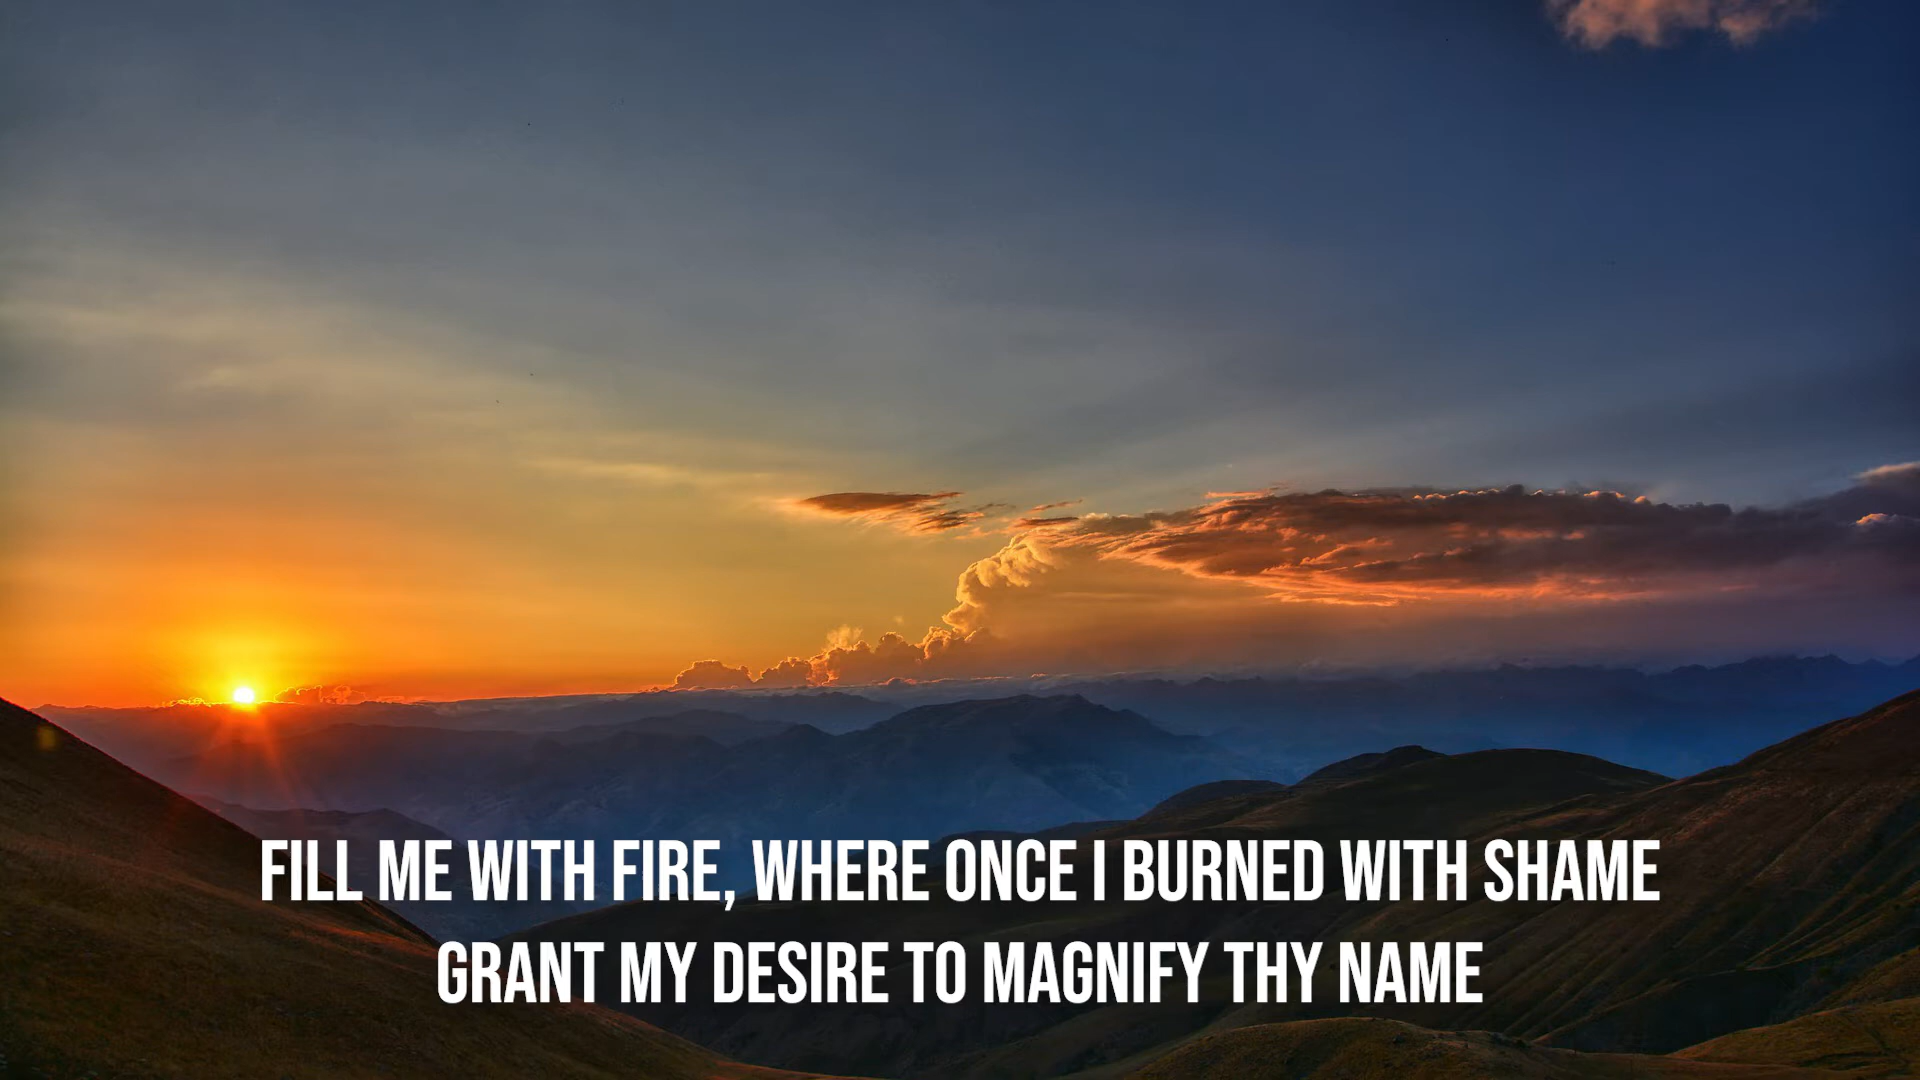 FILL ME WITH FIRE, WHERE ONCE I BURNED WITH SHAME
GRANT MY DESIRE TO MAGNIFY THY NAME